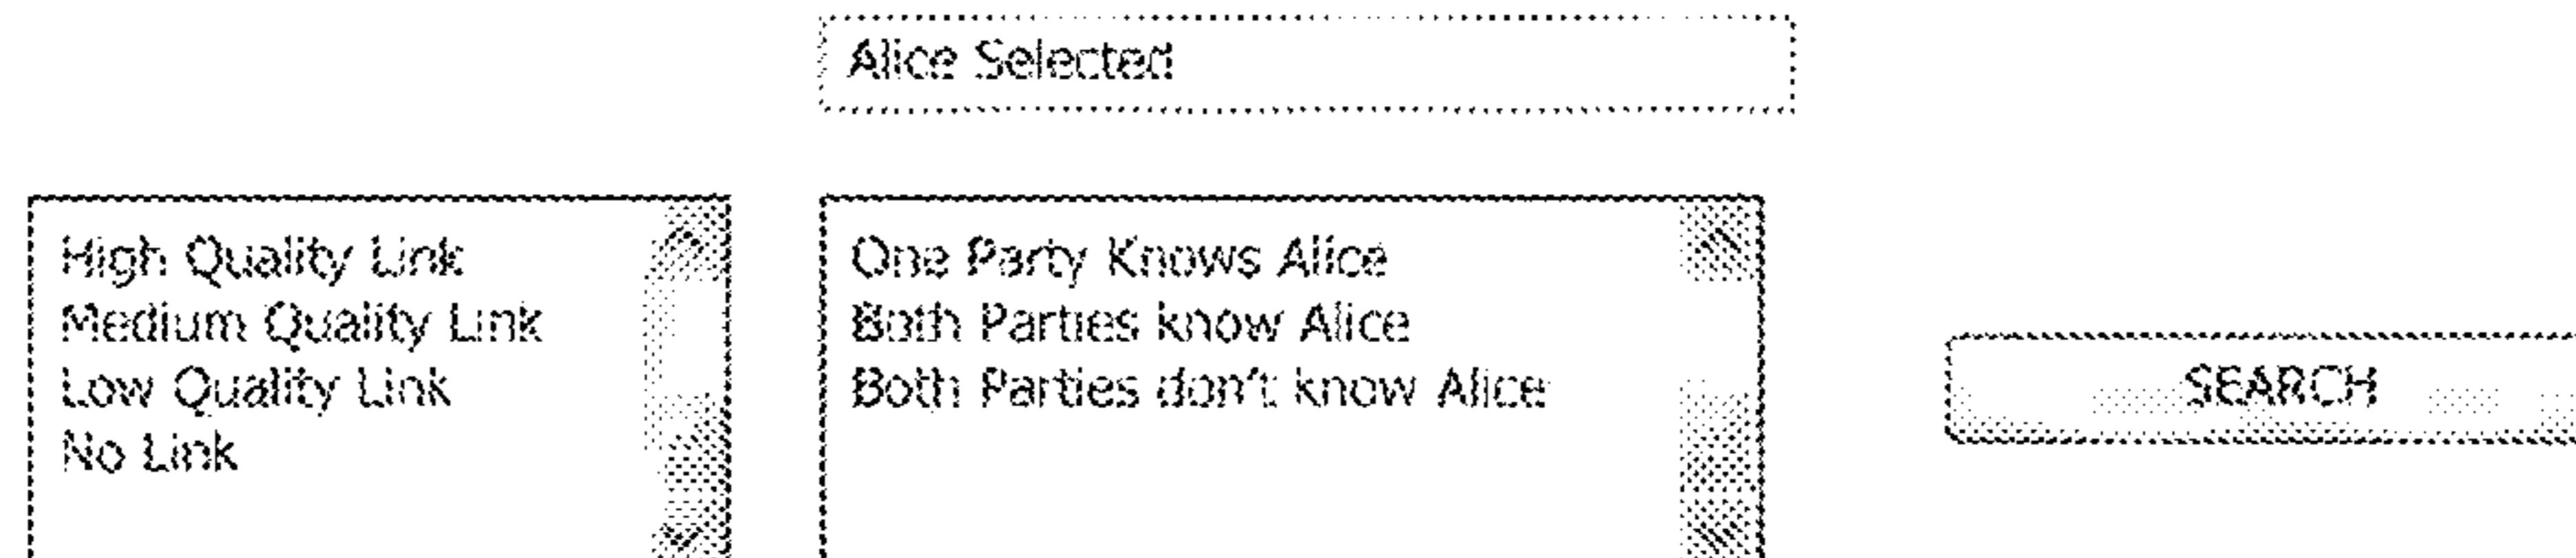 Alice Selected
High Quality Link
Medium Quality Link
Low Quality Link
No Link
One Party Knows Alice
Both Parties know Alice
Both Parties don't know Alice
SEARCH